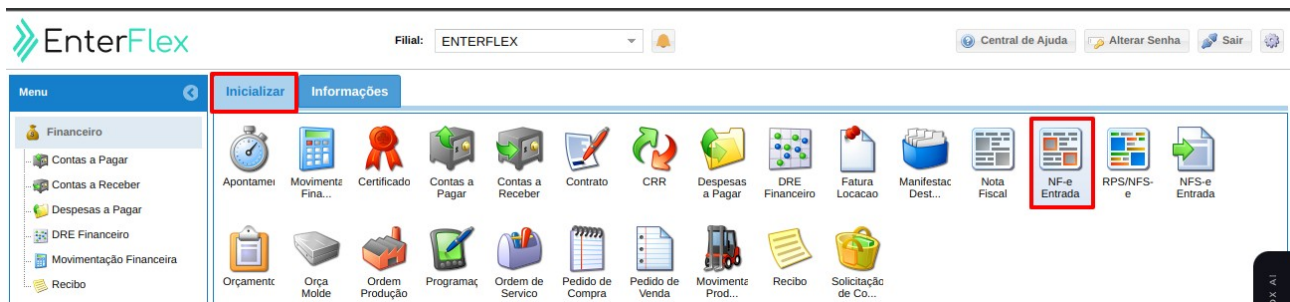 EnterFlex
Filial: ENTERFLEX
Central de Ajuda
Alterar Senha
Sair
Menu
Inicializar
Informações
Financeiro
Contas a Pagar
Contas a Receber
Despesas a Pagar
DRE Financeiro
Movimentação Financeira
Recibo
Apontamer
Movimenta
Fina...
Certificado
Contas a
Pagar
Contas a
Receber
Contrato
CRR
Despesas
a Pagar
DRE
Financeiro
Fatura
Locacao
Manifestac
Dest...
Nota
Fiscal
NF-e
Entrada
RPS/NFS-
e
NFS-e
Entrada
Orçamentc
Orça
Molde
Ordem
Produção
Programaç
Ordem de
Servico
Pedido de
Compra
Pedido de
Venda
Movimenta
Prod...
Recibo
Solicitação
de Co...